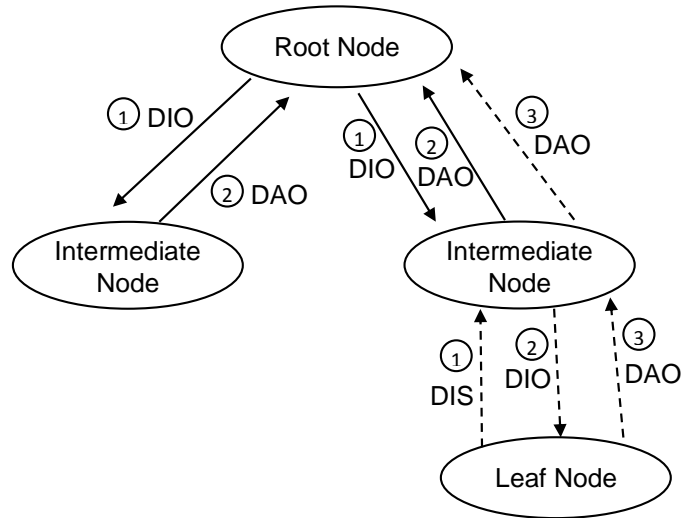 Root Node
① DIO
② DAO
①
DIO
②
DAO
③
DAO
Intermediate
Node
Intermediate
Node
①
DIS
②
DIO
③
DAO
Leaf Node